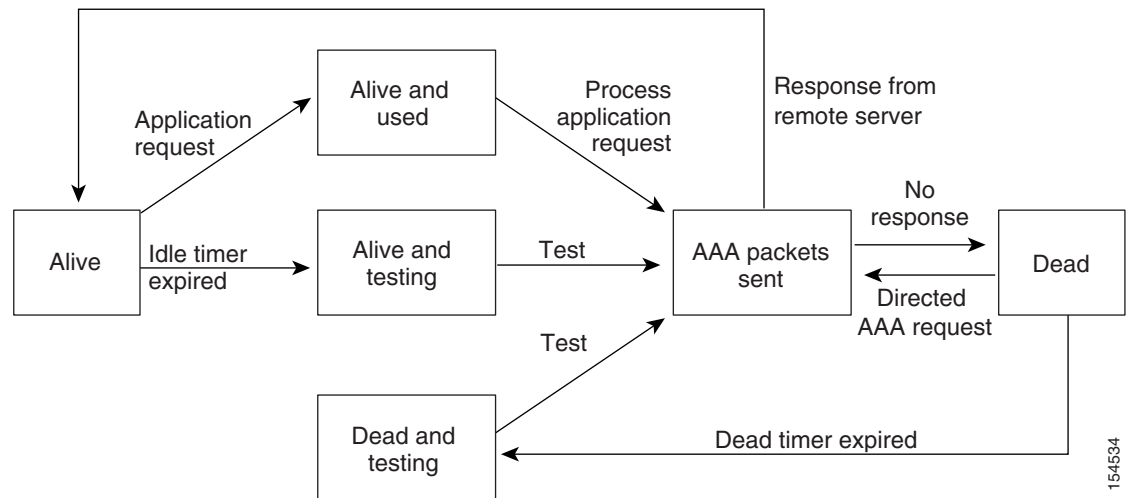 Alive and
used
Process
application
request
Response from
remote server
Application
request
Alive
Idle timer
expired
Alive and
testing
Test
AAA packets
sent
No
response
Directed
AAA request
Dead
Test
Dead and
testing
Dead timer expired
154534